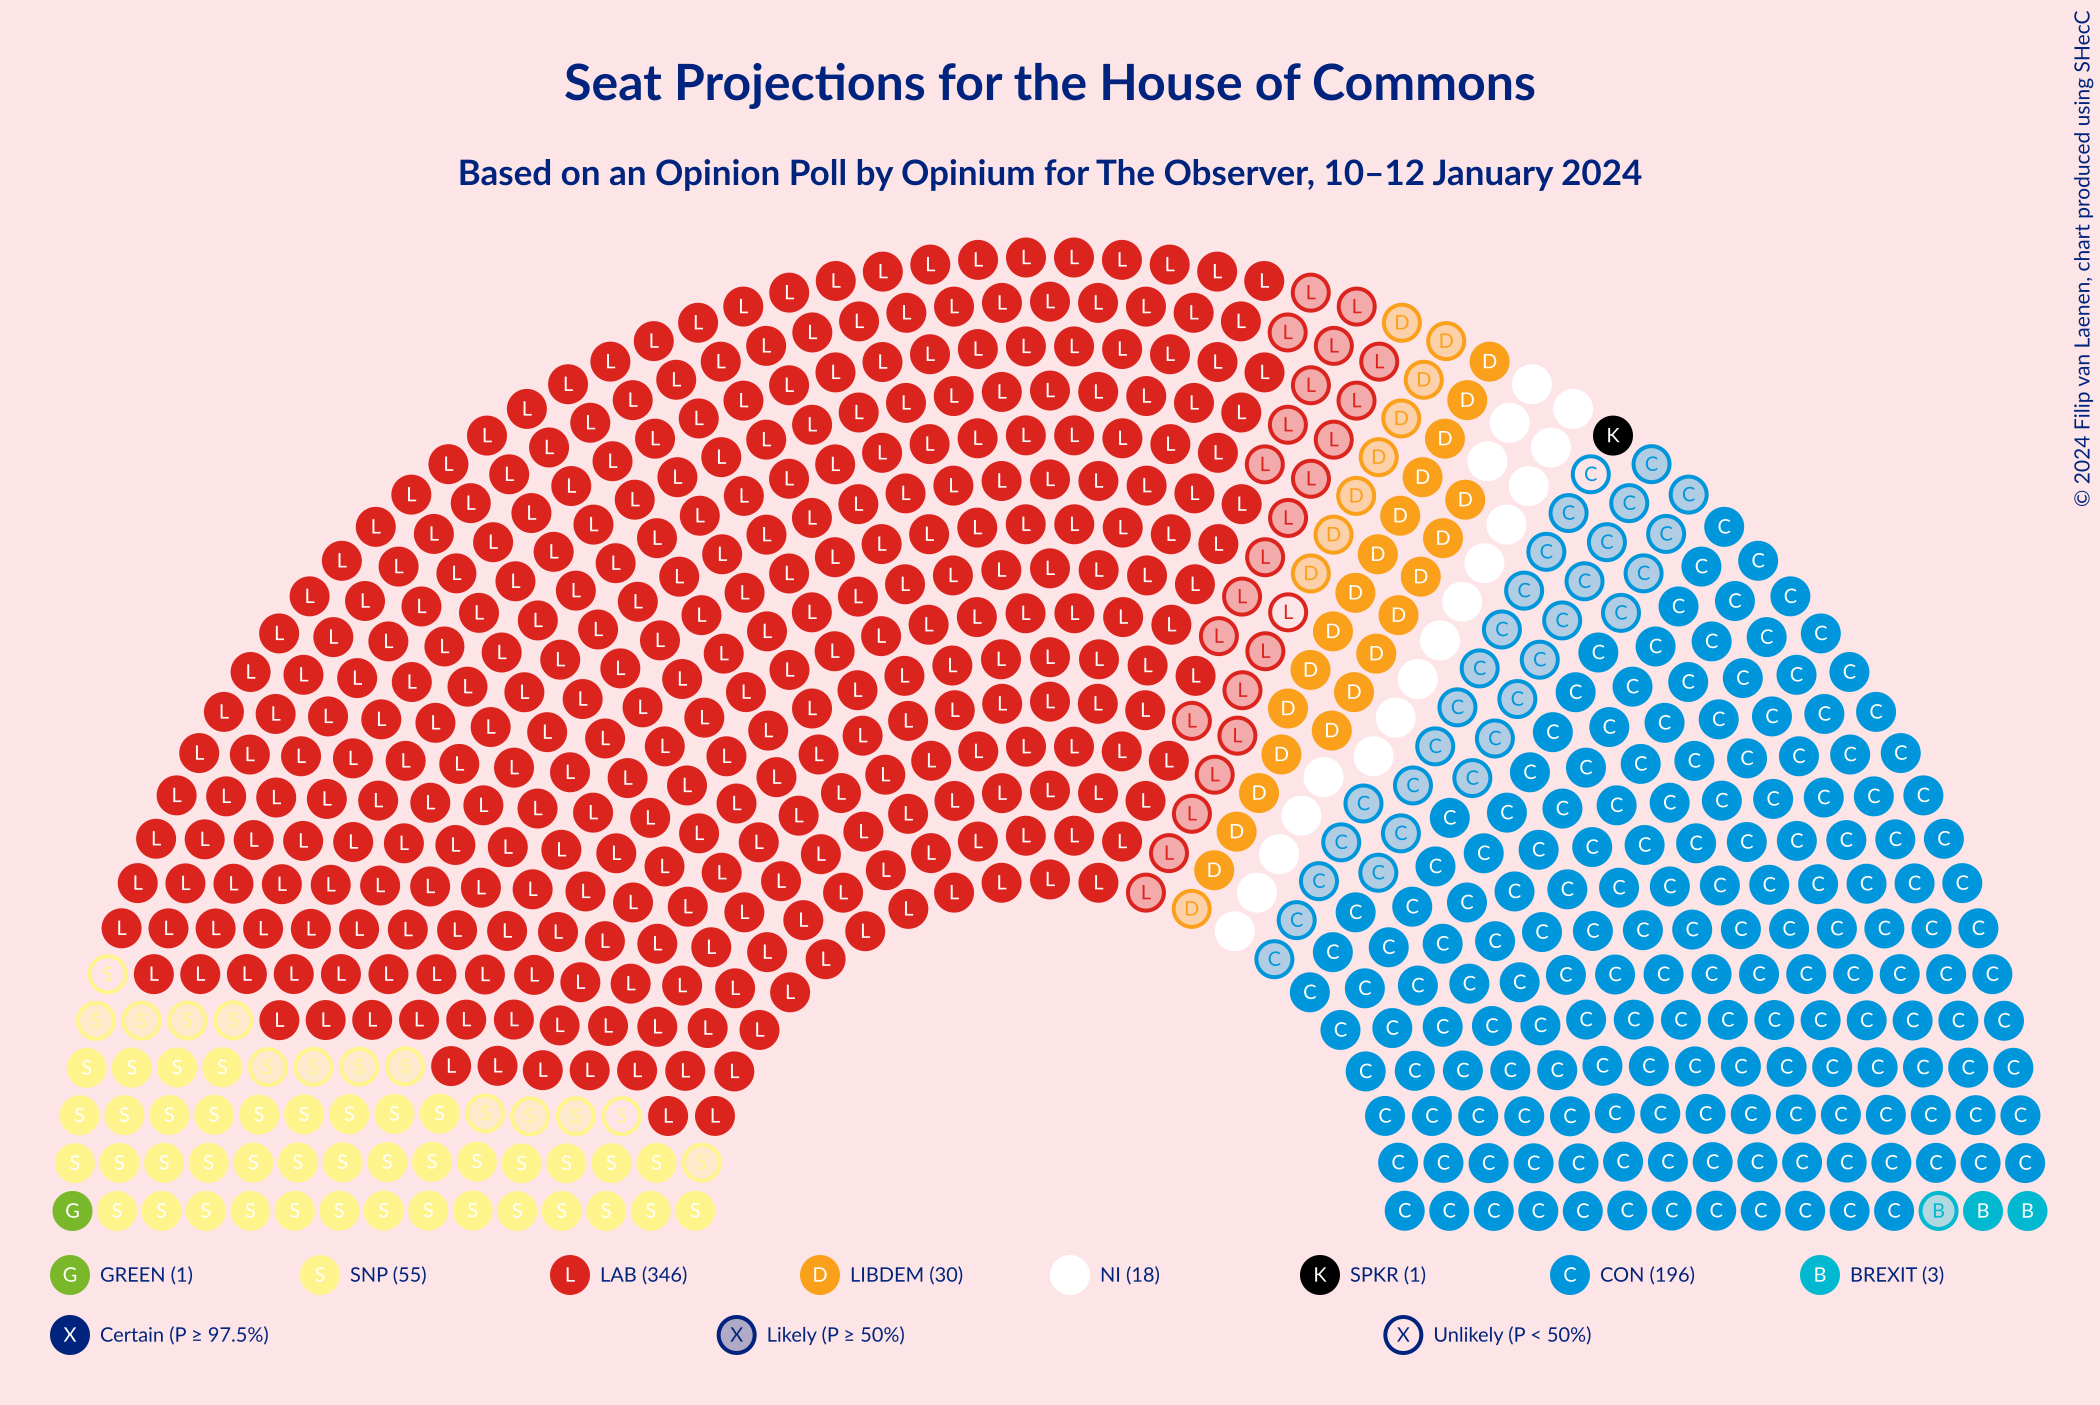 Seat Projections for the House of Commons
Based on an Opinion Poll by Opinium for The Observer, 10–12 January 2024
© 2024 Filip van Laenen, chart produced using SHecC
G GREEN (1)
S SNP (55)
L LAB (346)
D LIBDEM (30)
NI (18)
K SPKR (1)
C CON (196)
B BREXIT (3)
X Certain (P ≥ 97.5%)
X Likely (P ≥ 50%)
X Unlikely (P < 50%)